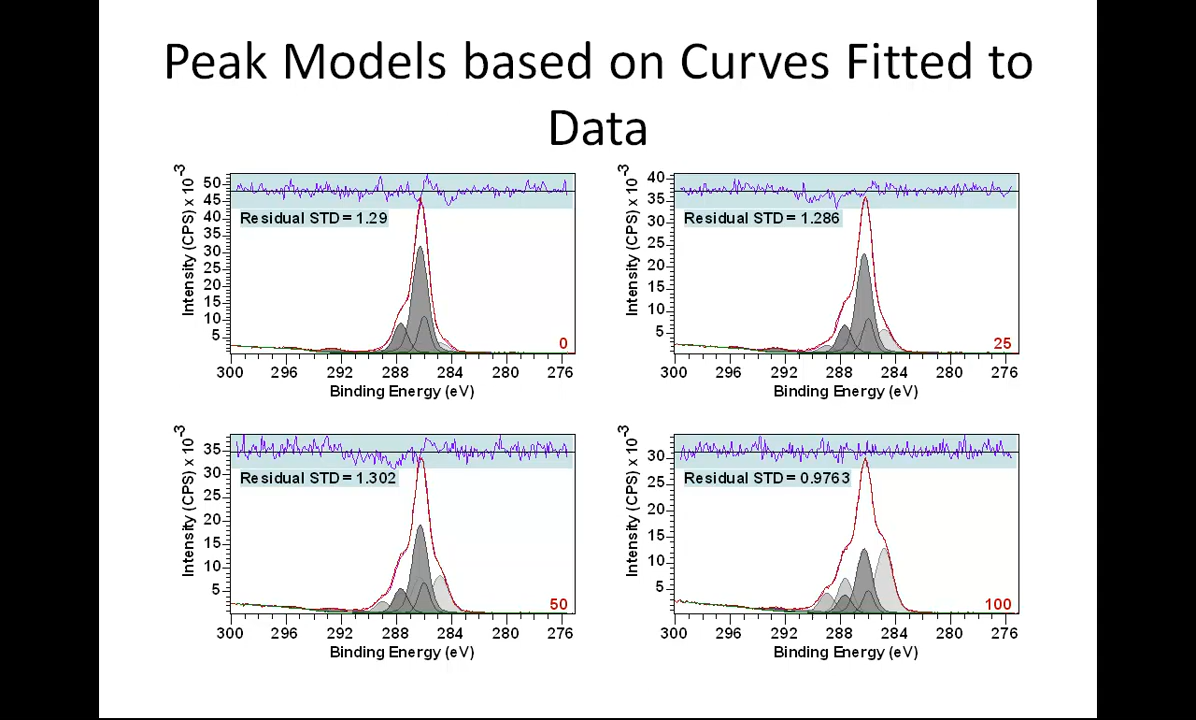 Peak Models based on Curves Fitted to
Data
Intensity (CPS) x 10⁻³
50
45
40
35
30
25
20
15
10
5
Residual STD = 1.29
0
300 296 292 288 284 280 276
Binding Energy (eV)
Intensity (CPS) x 10⁻³
40
35
30
25
20
15
10
5
Residual STD = 1.286
25
300 296 292 288 284 280 276
Binding Energy (eV)
Intensity (CPS) x 10⁻³
35
30
25
20
15
10
5
Residual STD = 1.302
50
300 296 292 288 284 280 276
Binding Energy (eV)
Intensity (CPS) x 10⁻³
30
25
20
15
10
5
Residual STD = 0.9763
100
300 296 292 288 284 280 276
Binding Energy (eV)